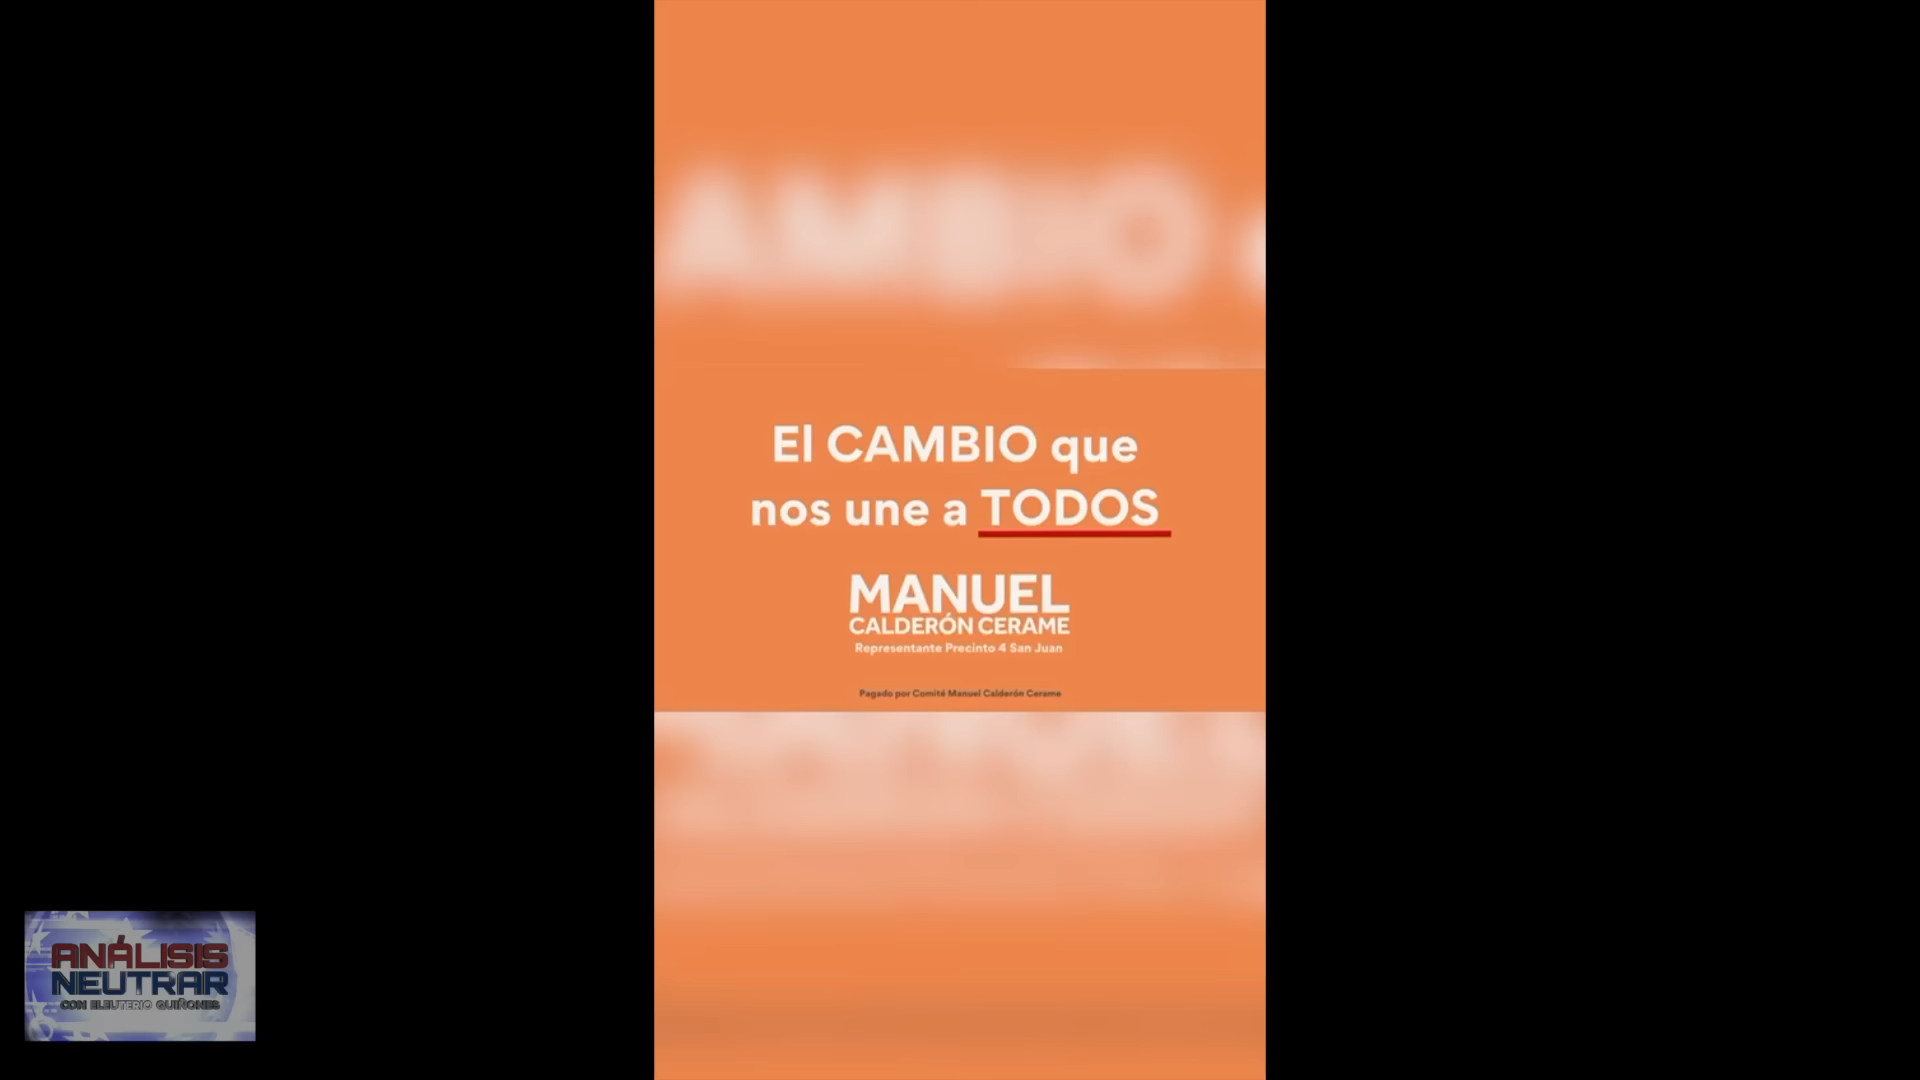 El CAMBIO que
nos une a TODOS
MANUEL
CALDERÓN CERAME
Representante Precinto 4 San Juan
Pagado por Comité Manuel Calderón Cerame
ANÁLISIS
NEUTRAR
CON ELEUTERIO QUIÑONES